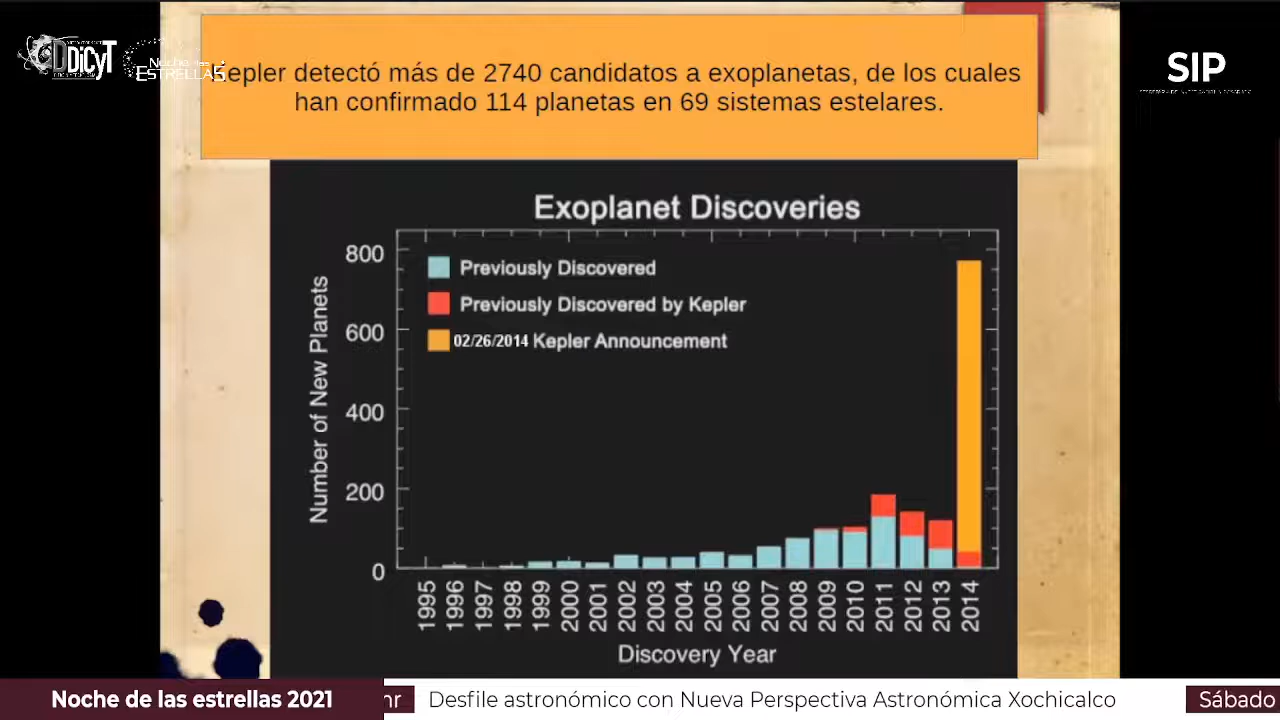 DiCyT
Noche de las
ESTRELLAS
SIP
Kepler detectó más de 2740 candidatos a exoplanetas, de los cuales
han confirmado 114 planetas en 69 sistemas estelares.
Exoplanet Discoveries
Number of New Planets
800
600
400
200
0
Previously Discovered
Previously Discovered by Kepler
02/26/2014 Kepler Announcement
1995
1996
1997
1998
1999
2000
2001
2002
2003
2004
2005
2006
2007
2008
2009
2010
2011
2012
2013
2014
Discovery Year
Noche de las estrellas 2021
hr
Desfile astronómico con Nueva Perspectiva Astronómica Xochicalco
Sábado